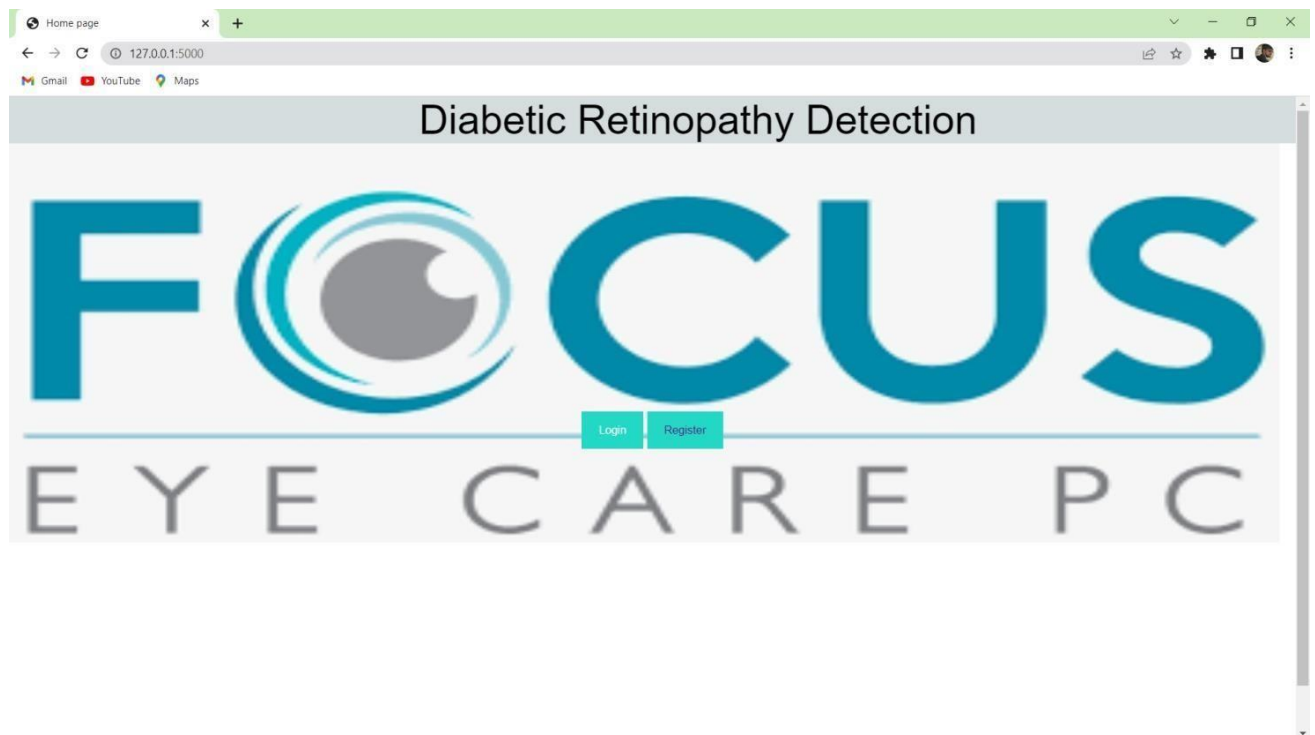 Home page
127.0.0.1:5000
Gmail YouTube Maps
Diabetic Retinopathy Detection
FOCUS
Login Register
EYE CARE PC